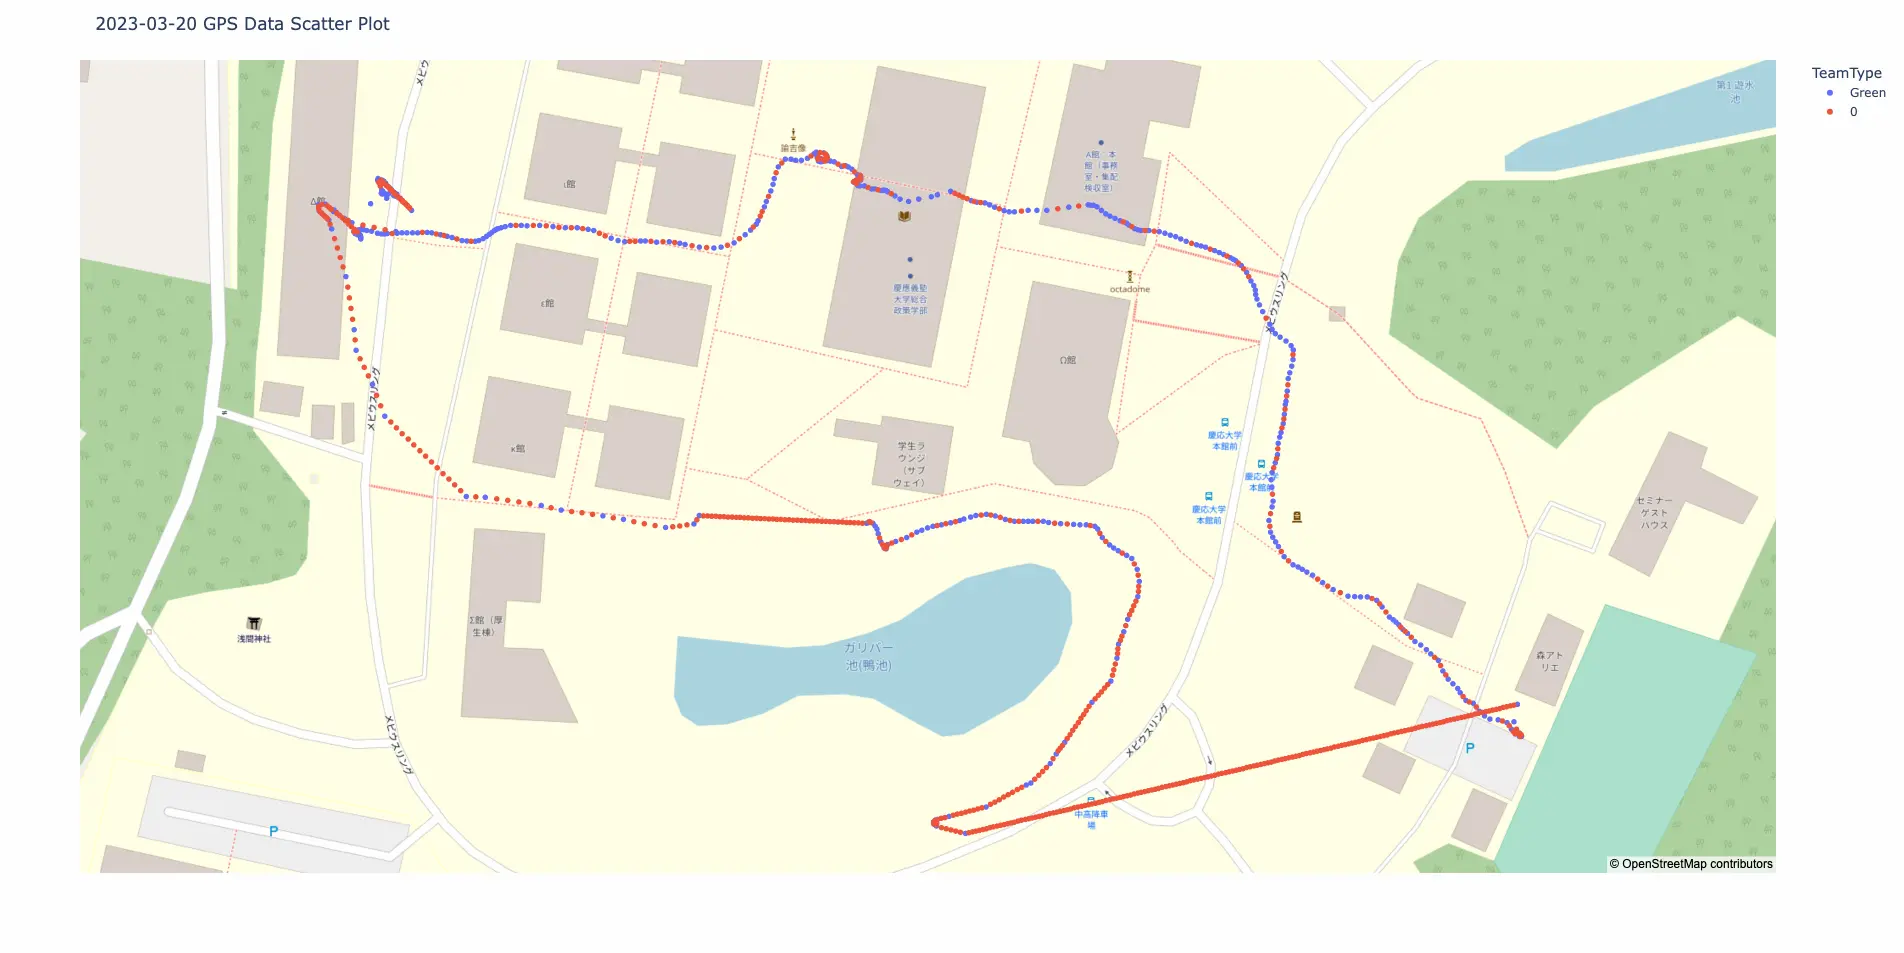 2023-03-20 GPS Data Scatter Plot
TeamType
Green
0
メビウ
第1遊水
池
諭吉像
A館 本
館(事務
室・集配
検収室)
ι館
Δ館
octadome
慶應義塾
大学総合
政策学部
メビウスリング
ε館
Ω館
メビウスリング
慶応大学
本館前
慶応大学
本館前
慶応大学
本館前
κ館
学生ラ
ウンジ
(サブ
ウェイ)
セミナー
ゲスト
ハウス
Σ館(厚
生棟)
浅間神社
ガリバー
池(鴨池)
森アト
リエ
メビウスリング
メビウスリング
P
中高降車
場
P
© OpenStreetMap contributors